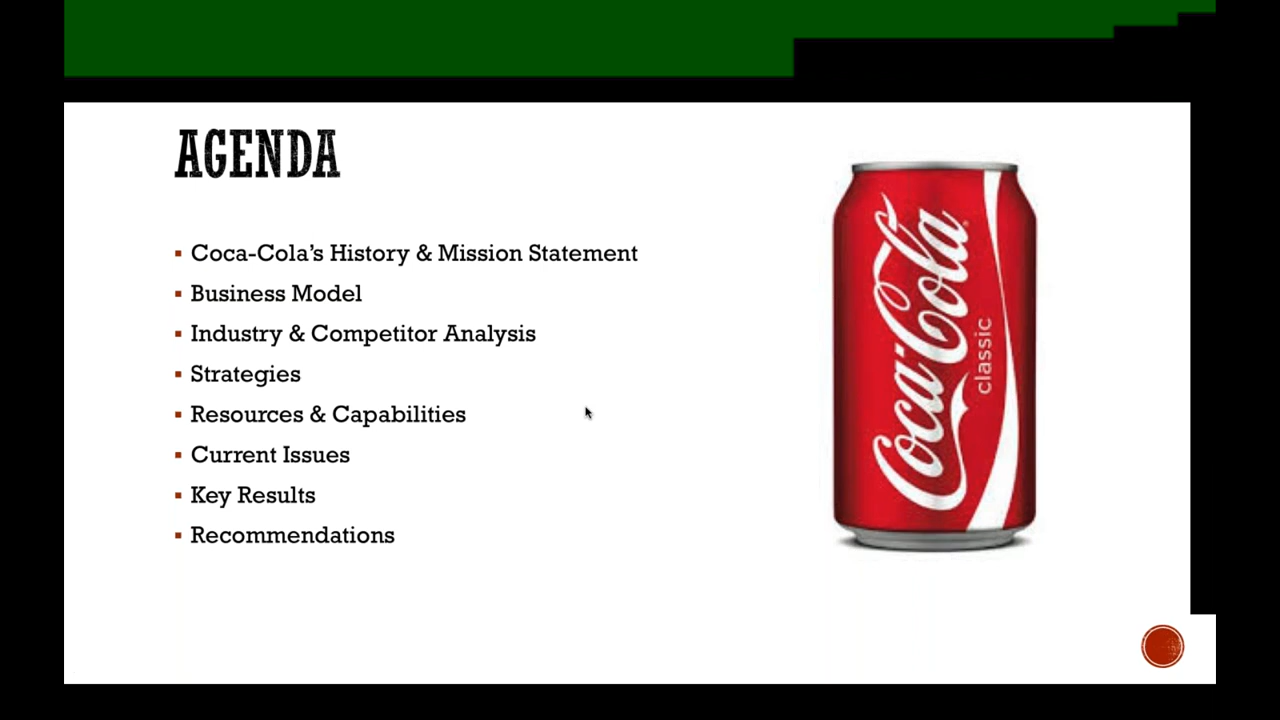 AGENDA
Coca-Cola's History & Mission Statement
Business Model
Industry & Competitor Analysis
Strategies
Resources & Capabilities
Current Issues
Key Results
Recommendations
Coca-Cola
classic